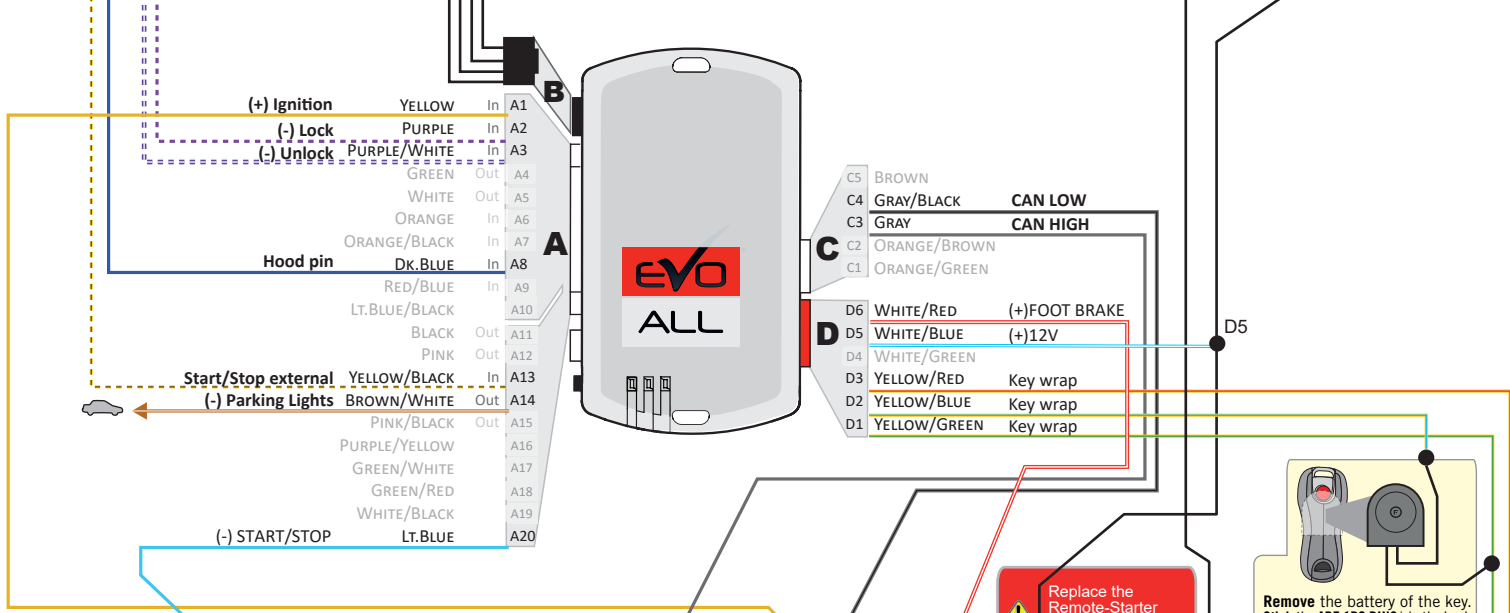 B
(+) Ignition YELLOW In A1
(-) Lock PURPLE In A2
(-) Unlock PURPLE/WHITE In A3
GREEN Out A4
WHITE Out A5
ORANGE In A6
ORANGE/BLACK In A7
A
Hood pin DK.BLUE In A8
RED/BLUE In A9
LT.BLUE/BLACK A10
BLACK Out A11
PINK Out A12
Start/Stop external YELLOW/BLACK In A13
(-) Parking Lights BROWN/WHITE Out A14
PINK/BLACK Out A15
PURPLE/YELLOW A16
GREEN/WHITE A17
GREEN/RED A18
WHITE/BLACK A19
(-) START/STOP LT.BLUE A20
EVO
ALL
C
C5 BROWN
C4 GRAY/BLACK CAN LOW
C3 GRAY CAN HIGH
C2 ORANGE/BROWN
C1 ORANGE/GREEN
D
D6 WHITE/RED (+)FOOT BRAKE
D5 WHITE/BLUE (+)12V
D4 WHITE/GREEN
D3 YELLOW/RED Key wrap
D2 YELLOW/BLUE Key wrap
D1 YELLOW/GREEN Key wrap
D5
F
Replace the
Remote-Starter
Remove the battery of the key.